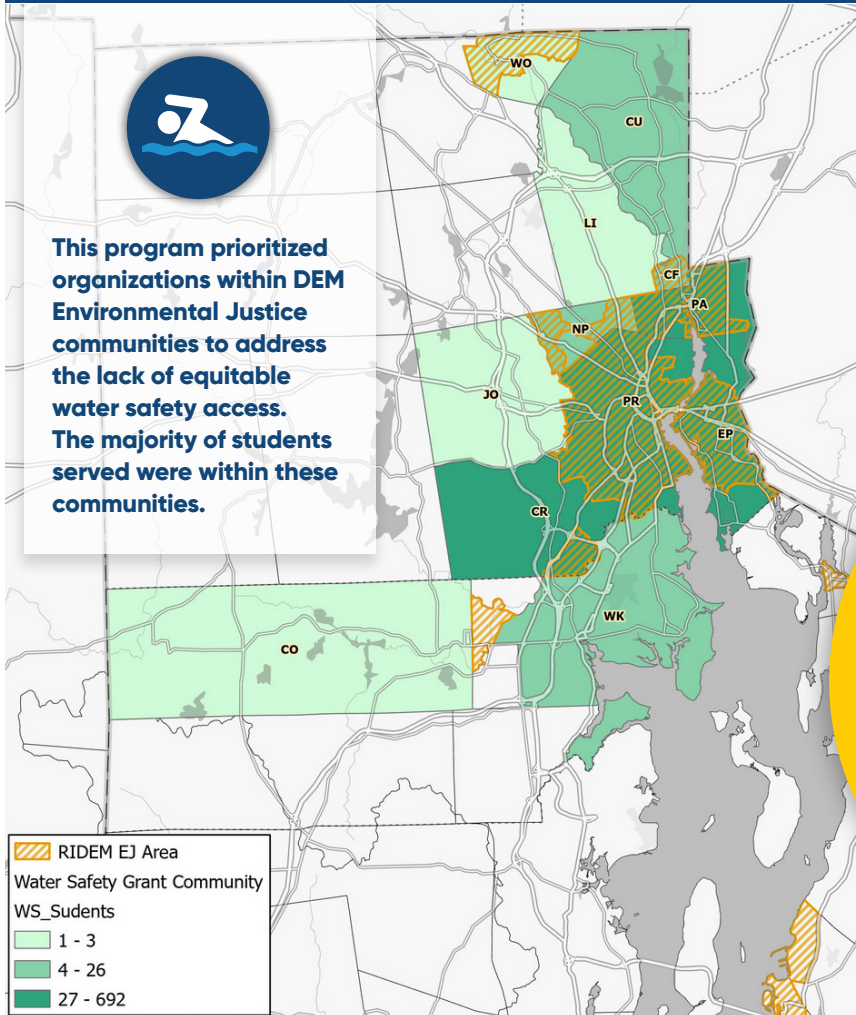 This program prioritized
organizations within DEM
Environmental Justice
communities to address
the lack of equitable
water safety access.
The majority of students
served were within these
communities.
WO
CU
LI
CF
PA
NP
JO
PR
EP
CR
WK
CO
RIDEM EJ Area
Water Safety Grant Community
WS_Sudents
1 - 3
4 - 26
27 - 692